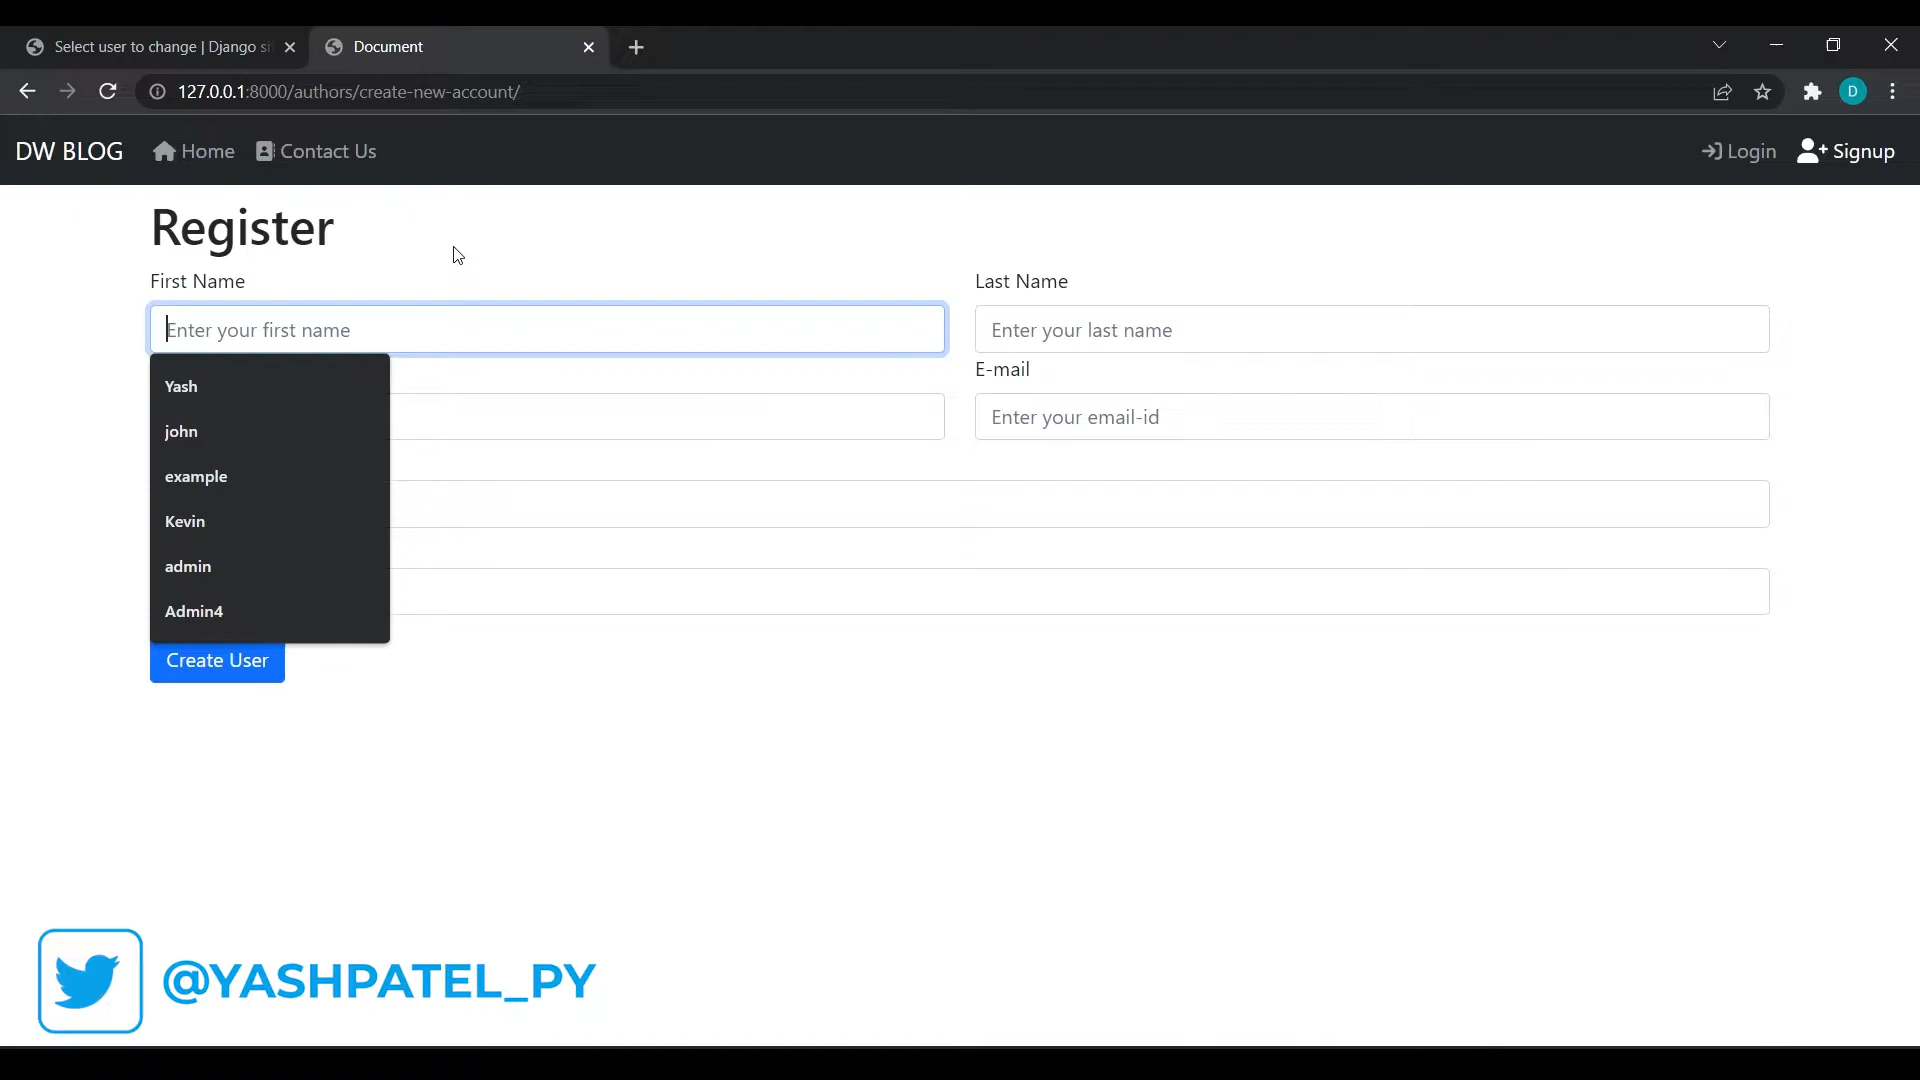 Select user to change | Django si
Document
127.0.0.1:8000/authors/create-new-account/
D
DW BLOG
Home
Contact Us
Login
Signup
Register
First Name
Last Name
Enter your first name
Enter your last name
E-mail
Enter your email-id
Yash
john
example
Kevin
admin
Admin4
Create User
@YASHPATEL_PY